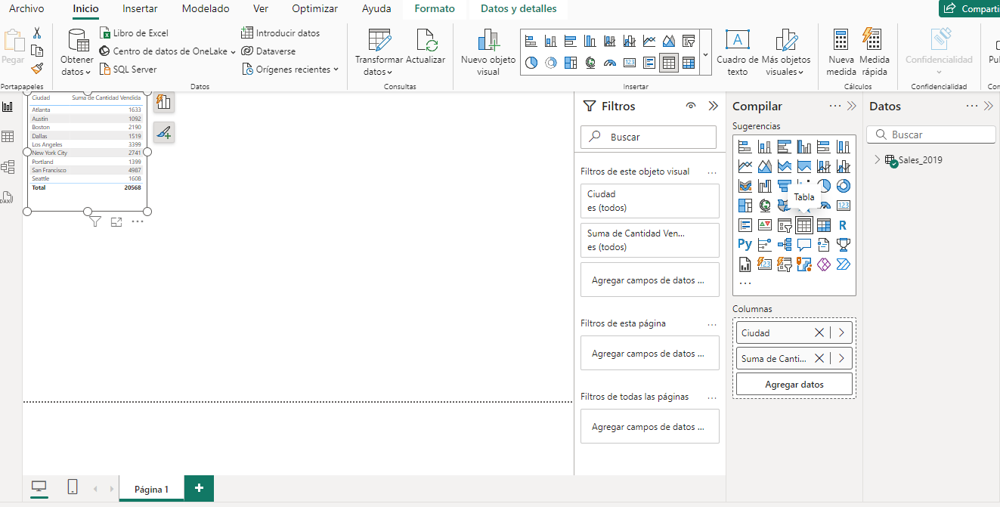 Archivo
Inicio
Insertar
Modelado
Ver
Optimizar
Ayuda
Formato
Datos y detalles
Comparti
Pegar
Portapapeles
Obtener
datos
Libro de Excel
Centro de datos de OneLake
SQL Server
Introducir datos
Dataverse
Orígenes recientes
Datos
Transformar
datos
Actualizar
Consultas
Nuevo objeto
visual
123
A
Cuadro de
texto
Más objetos
visuales
Insertar
Nueva
medida
Medida
rápida
Cálculos
Confidencialidad
Confidencialidad
Pu
Con
DAX
Ciudad Suma de Cantidad Vendida
Atlanta 1633
Austin 1092
Boston 2190
Dallas 1519
Los Angeles 3399
New York City 2741
Portland 1399
San Francisco 4987
Seattle 1608
Total 20568
Filtros
Buscar
Filtros de este objeto visual
Ciudad
es (todos)
Suma de Cantidad Ven...
es (todos)
Agregar campos de datos ...
Filtros de esta página
Agregar campos de datos ...
Filtros de todas las páginas
Agregar campos de datos ...
Compilar
Sugerencias
Tabla
123
R
Py
123
Columnas
Ciudad
Suma de Canti...
Agregar datos
Datos
Buscar
Sales_2019
Página 1